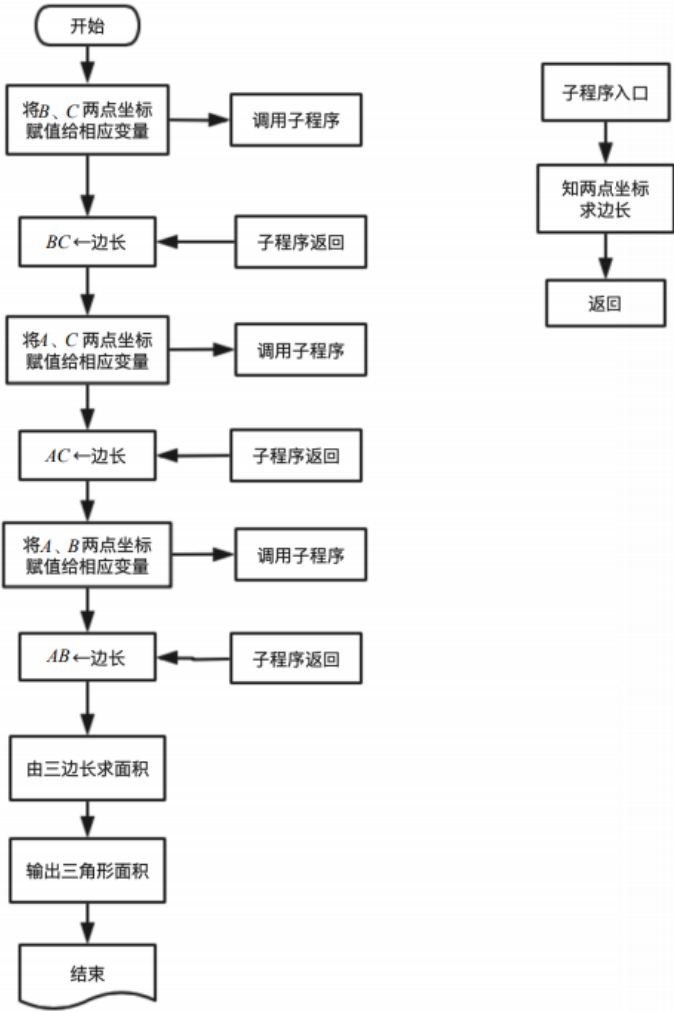 开始
将B、C两点坐标
赋值给相应变量
调用子程序
BC←边长
子程序返回
将A、C两点坐标
赋值给相应变量
调用子程序
AC←边长
子程序返回
将A、B两点坐标
赋值给相应变量
调用子程序
AB←边长
子程序返回
由三边长求面积
输出三角形面积
结束
子程序入口
知两点坐标
求边长
返回